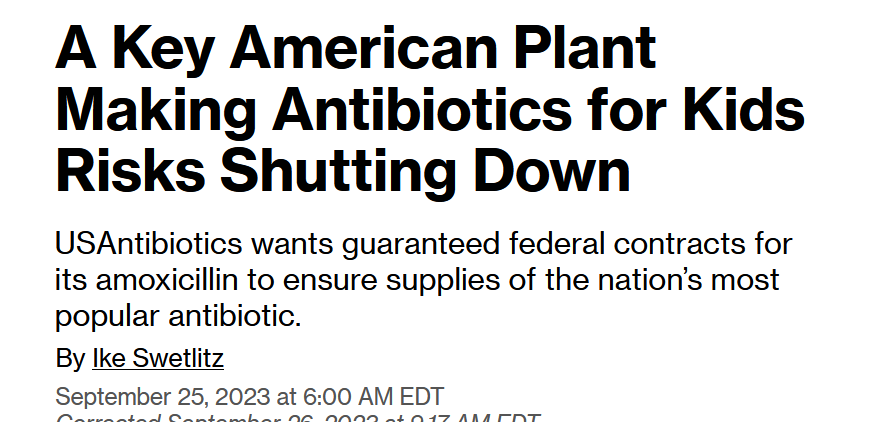 A Key American Plant
Making Antibiotics for Kids
Risks Shutting Down
USAntibiotics wants guaranteed federal contracts for
its amoxicillin to ensure supplies of the nation's most
popular antibiotic.
By Ike Swetlitz
September 25, 2023 at 6:00 AM EDT
Corrected September 26, 2023 at 9:17 AM EDT